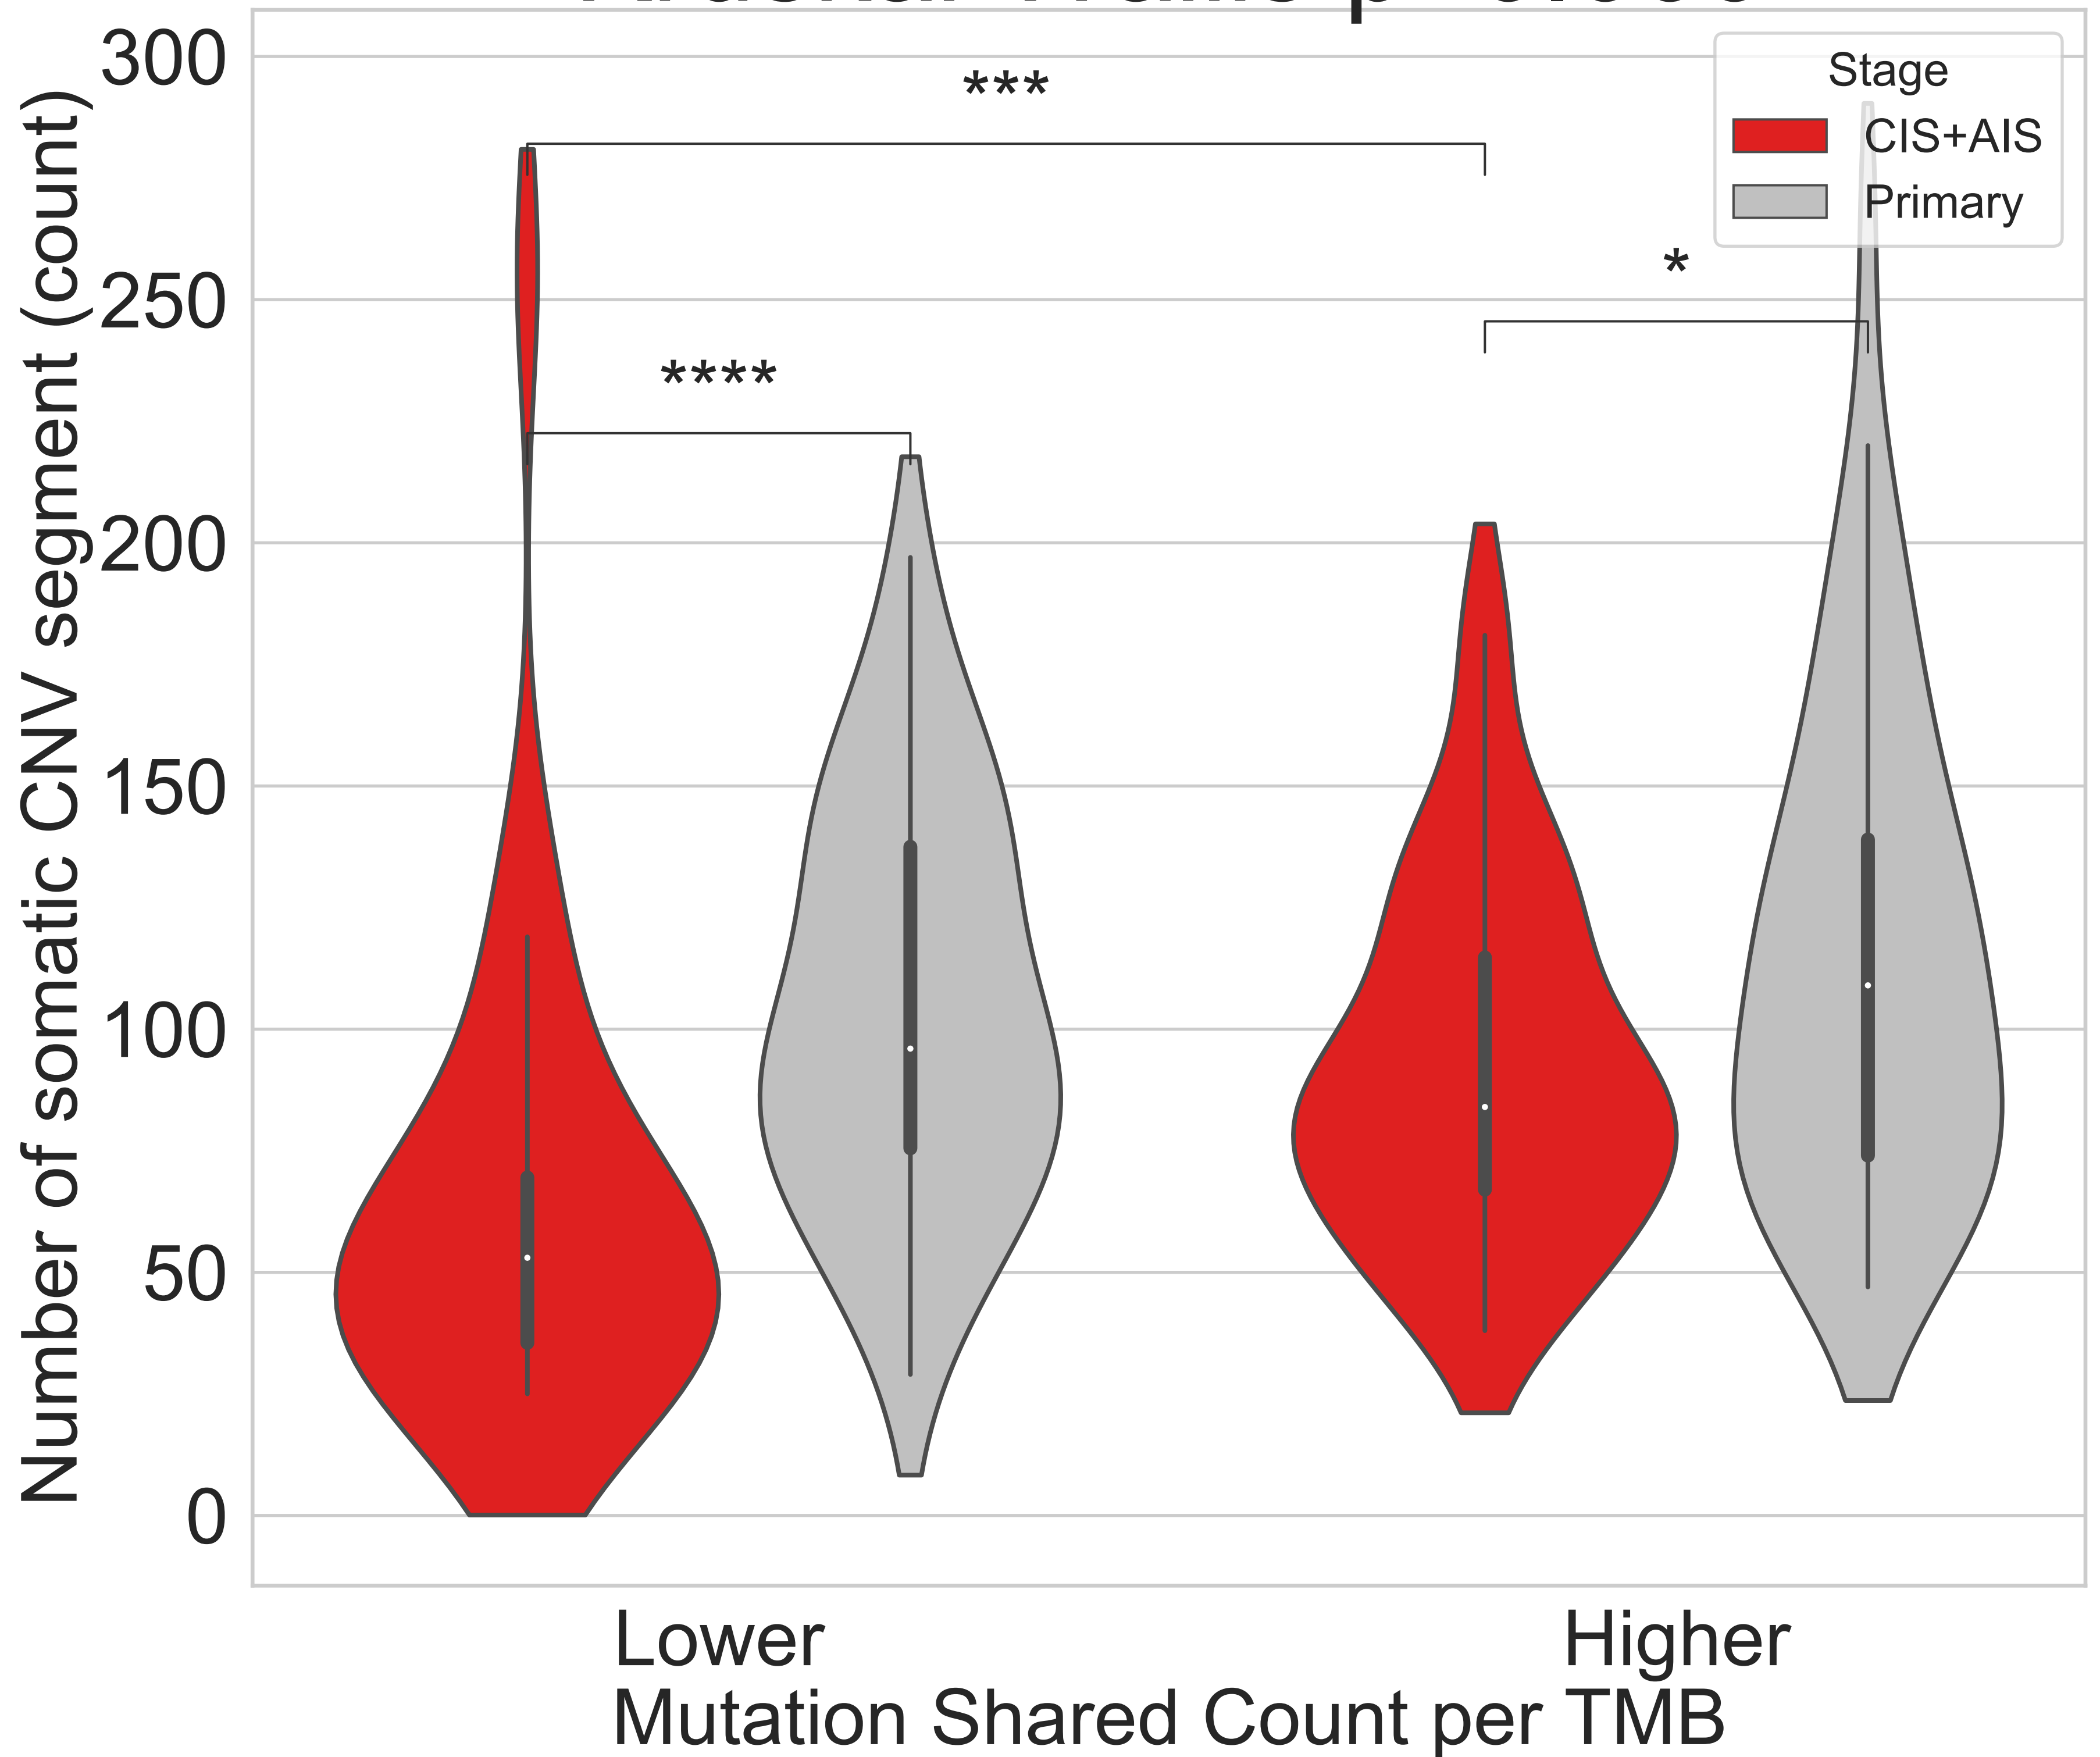 Number of somatic CNV segment (count)
300
250
200
150
100
50
0
***
****
*
Stage
CIS+AIS
Primary
Lower
Higher
Mutation Shared Count per TMB